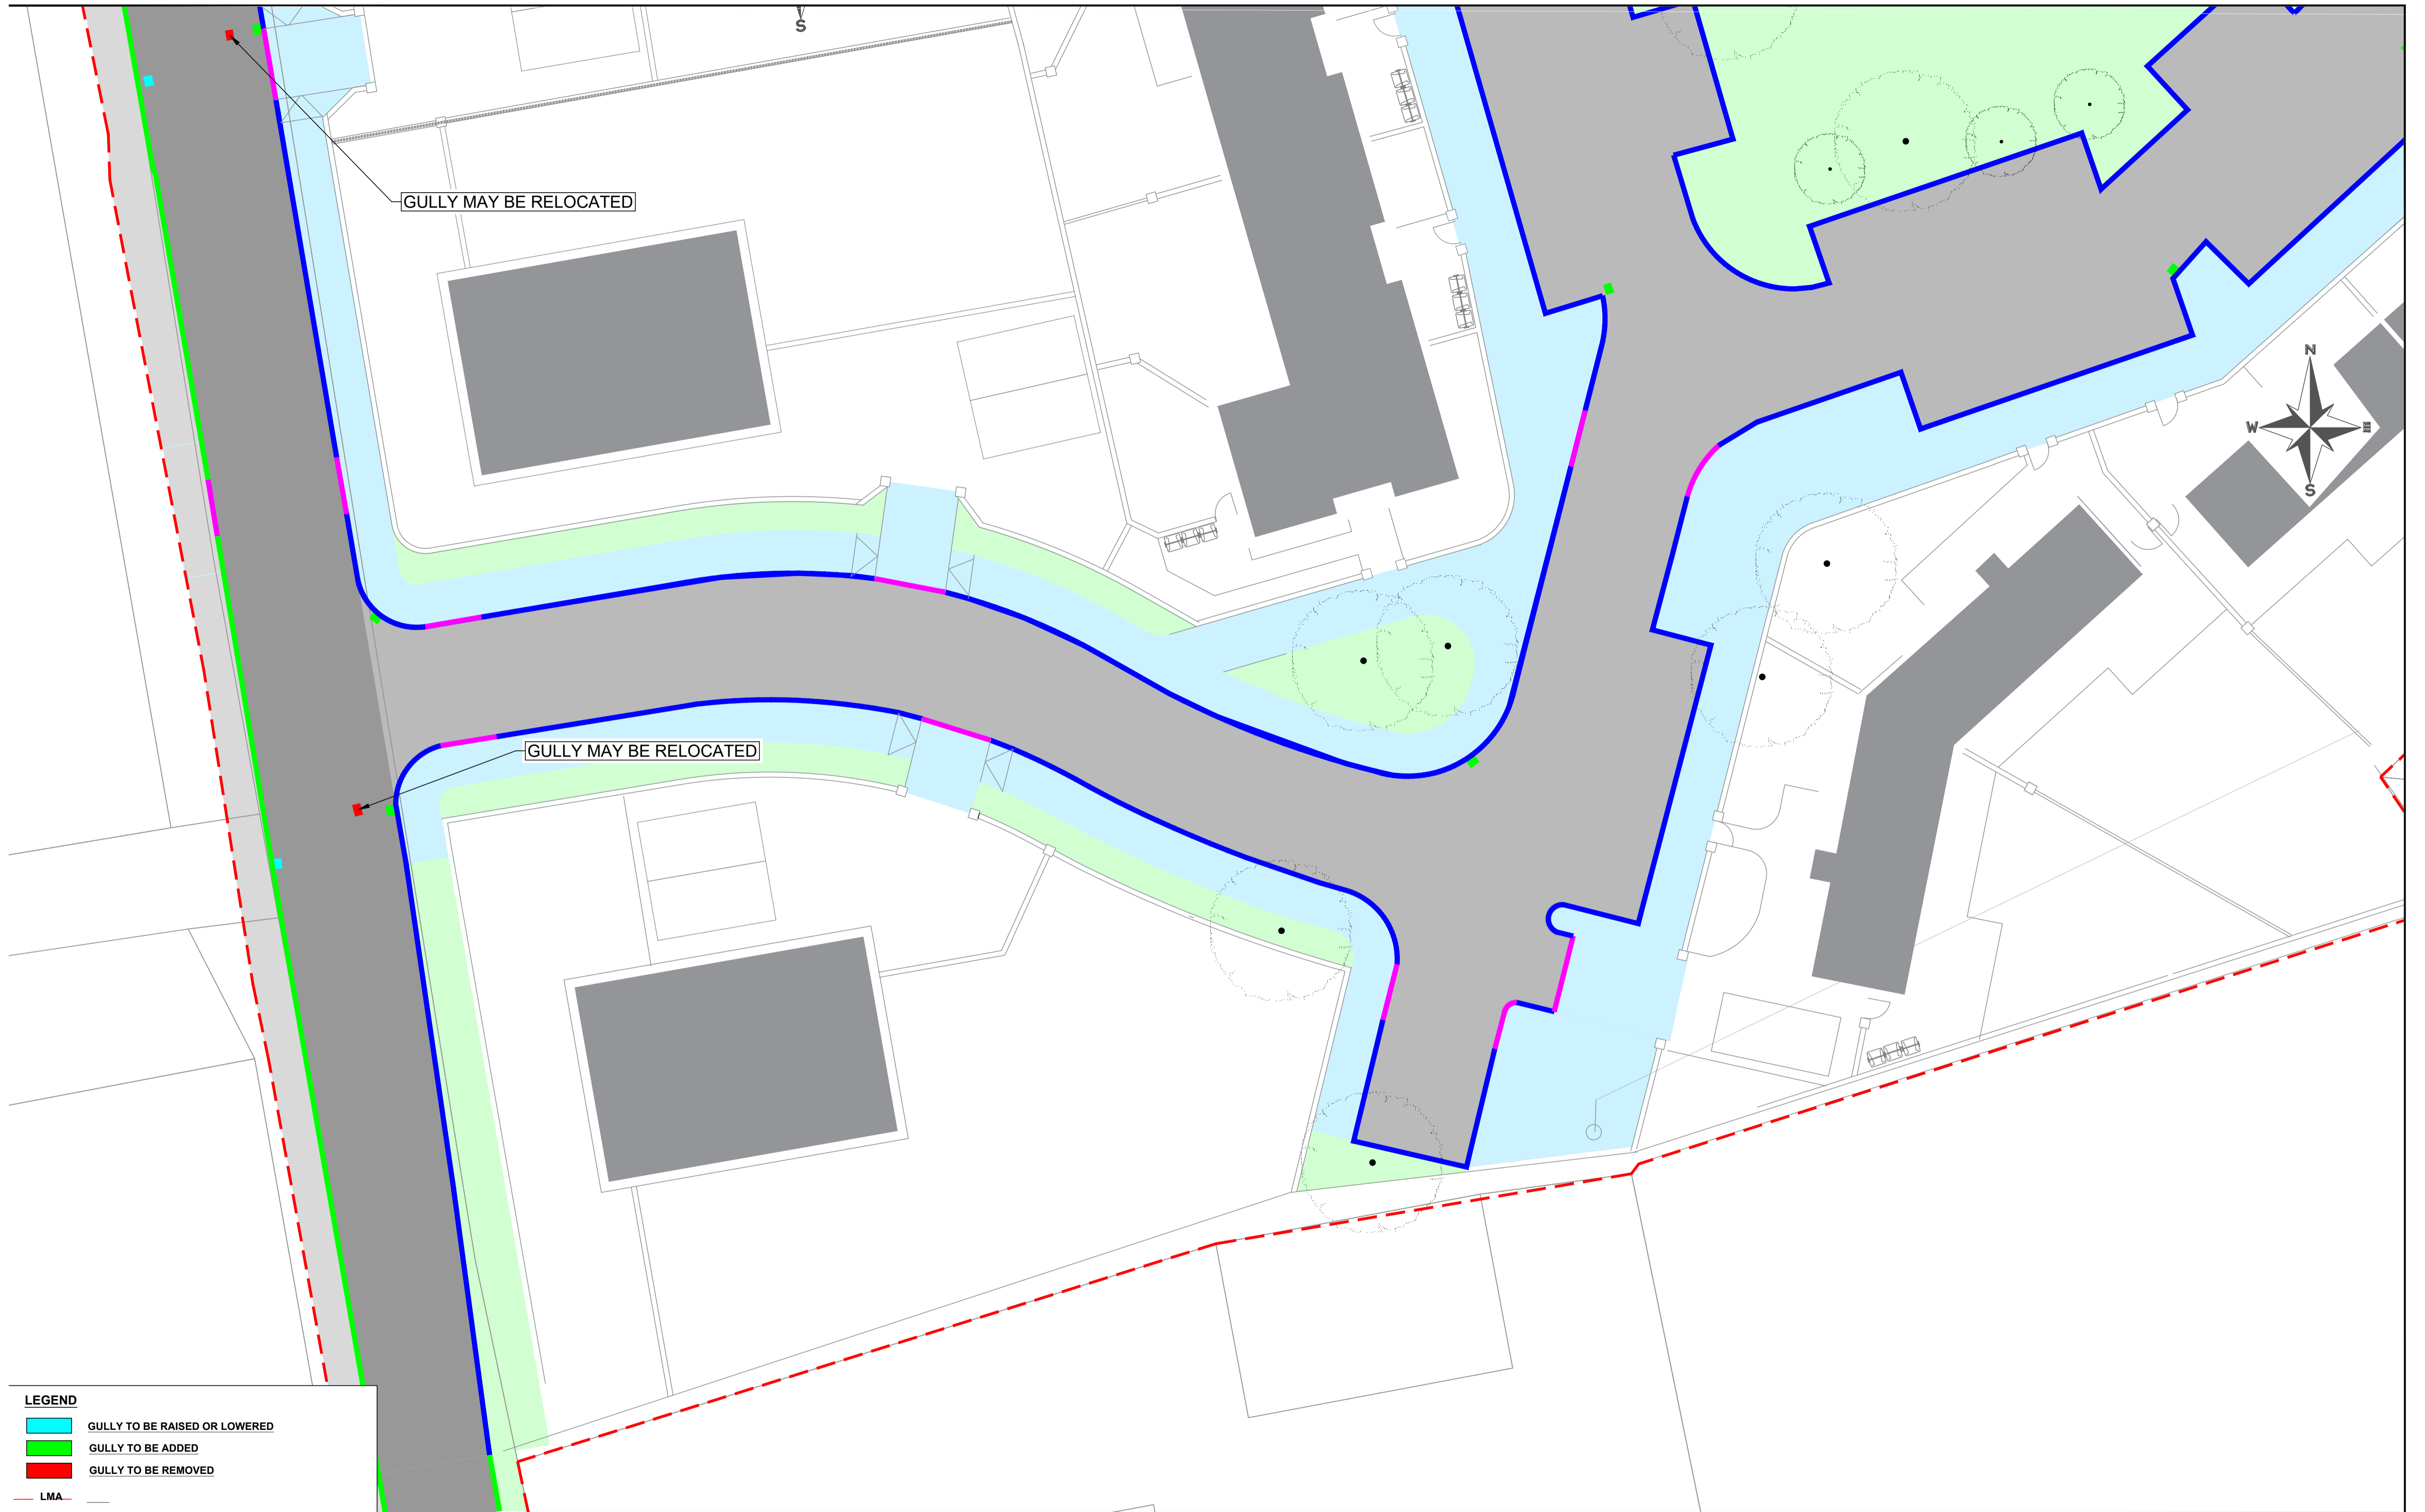 S
GULLY MAY BE RELOCATED
N
W
E
S
GULLY MAY BE RELOCATED
LEGEND
GULLY TO BE RAISED OR LOWERED
GULLY TO BE ADDED
GULLY TO BE REMOVED
LMA